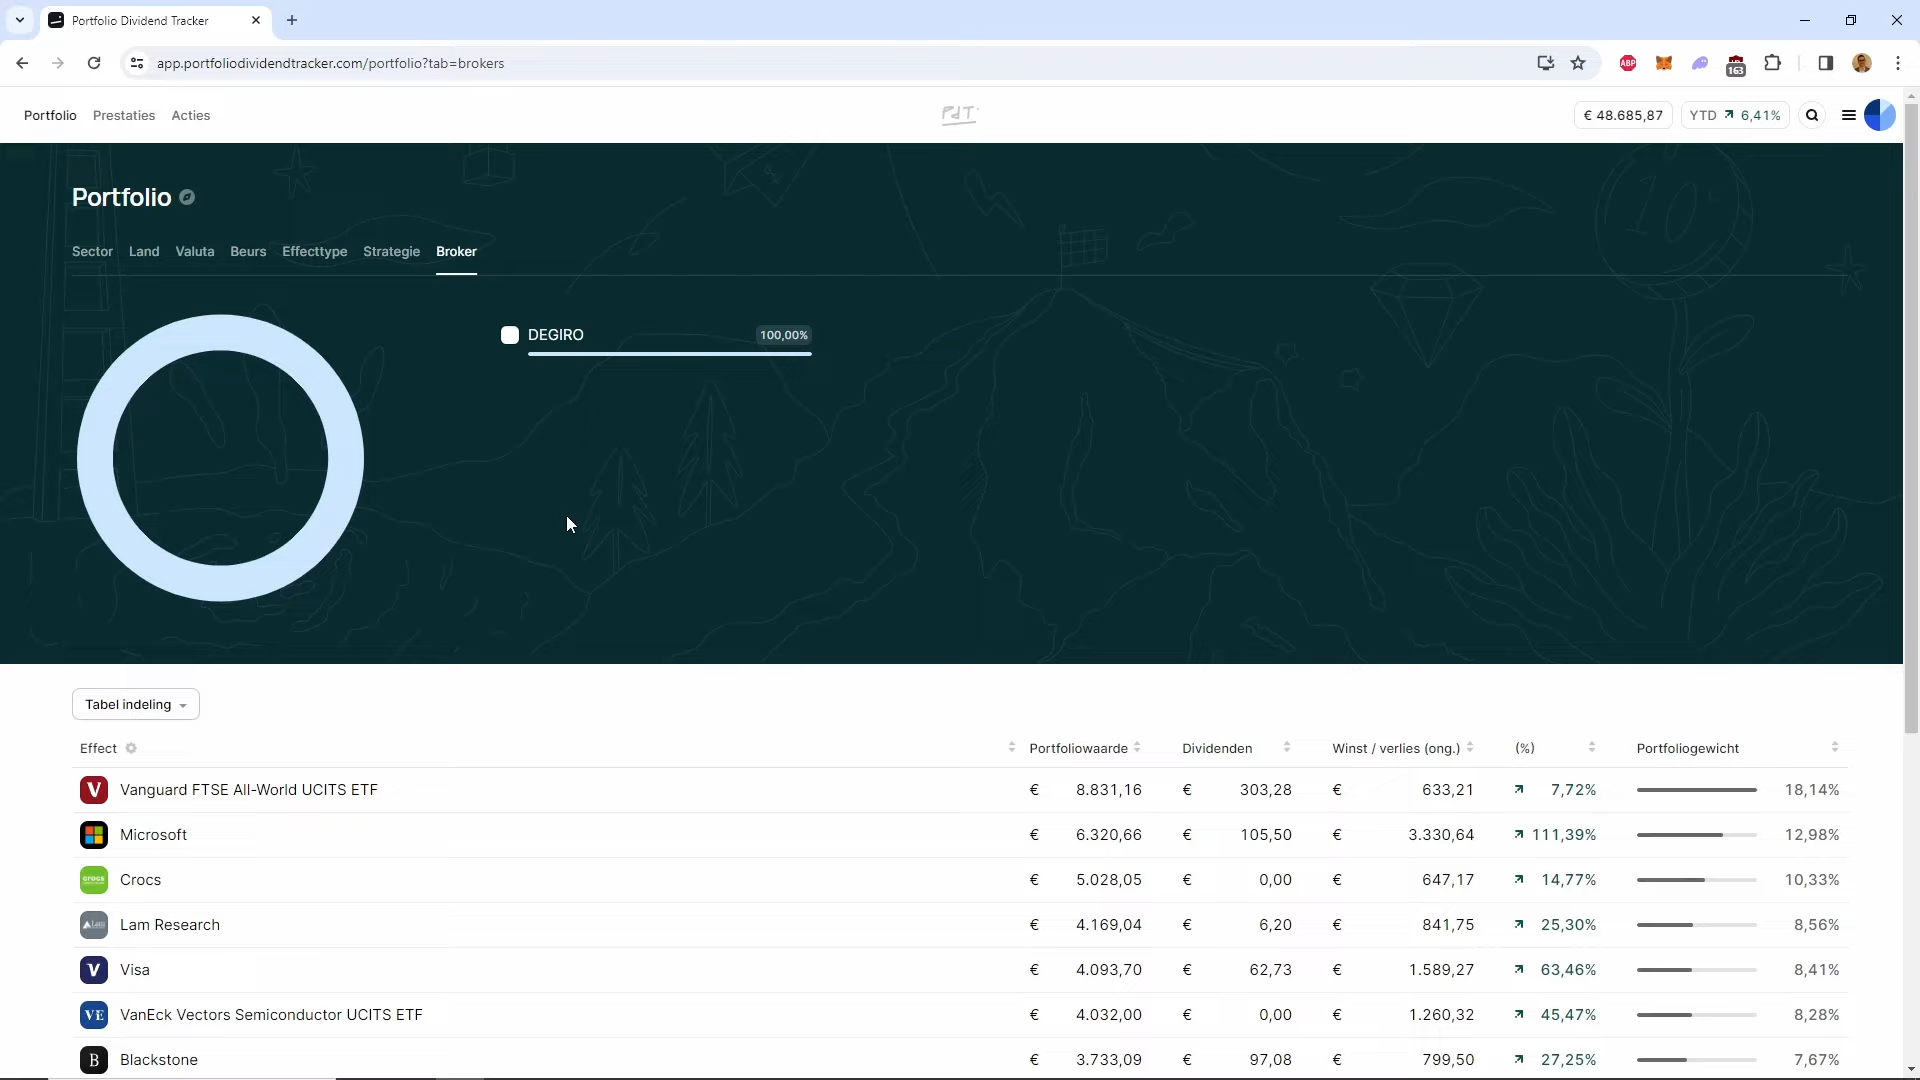 Portfolio Dividend Tracker
app.portfoliodividendtracker.com/portfolio?tab=brokers
ABP
163
Portfolio Prestaties Acties
PdT
€ 48.685,87
YTD 6,41%
Portfolio
Sector Land Valuta Beurs Effecttype Strategie Broker
DEGIRO 100,00%
Tabel indeling
Effect Portfoliowaarde Dividenden Winst / verlies (ong.) (%) Portfoliogewicht
V Vanguard FTSE All-World UCITS ETF € 8.831,16 € 303,28 € 633,21 7,72% 18,14%
Microsoft € 6.320,66 € 105,50 € 3.330,64 111,39% 12,98%
crocs Crocs € 5.028,05 € 0,00 € 647,17 14,77% 10,33%
Lam Lam Research € 4.169,04 € 6,20 € 841,75 25,30% 8,56%
V Visa € 4.093,70 € 62,73 € 1.589,27 63,46% 8,41%
VE VanEck Vectors Semiconductor UCITS ETF € 4.032,00 € 0,00 € 1.260,32 45,47% 8,28%
B Blackstone € 3.733,09 € 97,08 € 799,50 27,25% 7,67%